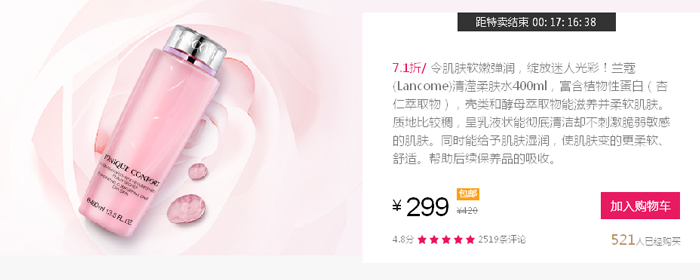 距特卖结束 00:17:16:38
7.1折/ 令肌肤软嫩弹润，绽放迷人光彩！兰蔻
(Lancome)清滢柔肤水400ml，富含植物性蛋白（杏
仁萃取物），壳类和酵母萃取物能滋养并柔软肌肤。
质地比较稠，呈乳液状能彻底清洁却不刺激脆弱敏感
的肌肤。同时能给予肌肤湿润，使肌肤变的更柔软、
舒适。帮助后续保养品的吸收。
TONIQUE CONFORT
¥ 299 包邮 ¥420
加入购物车
4.8分 2519条评论
521人已经购买